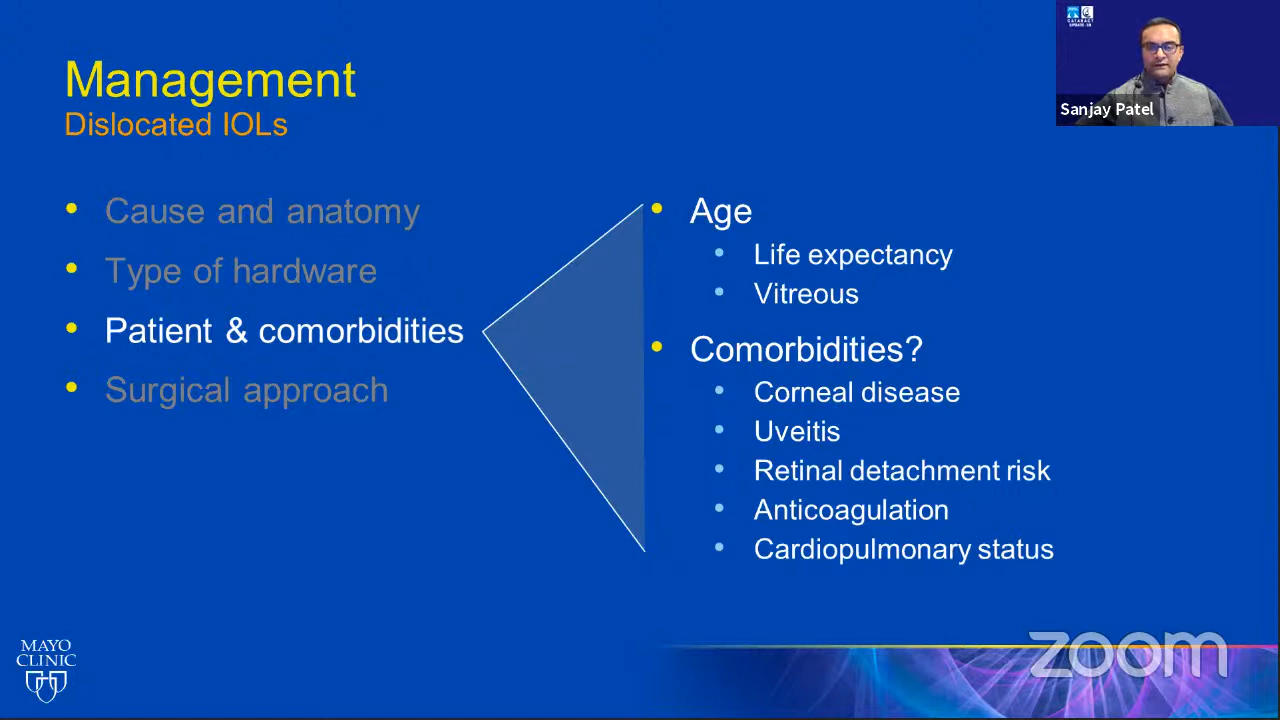 Management
Dislocated IOLs
Cause and anatomy
Type of hardware
Patient & comorbidities
Surgical approach
Age
Life expectancy
Vitreous
Comorbidities?
Corneal disease
Uveitis
Retinal detachment risk
Anticoagulation
Cardiopulmonary status
CATARACT
Sanjay Patel
MAYO
CLINIC
zoom